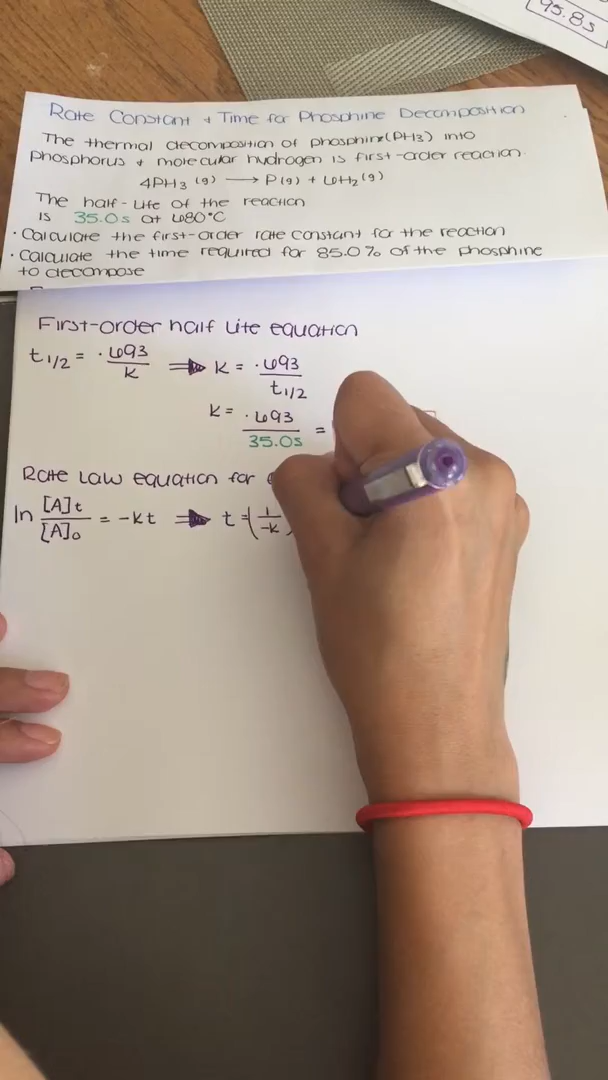 95.8s
Rate Constant + Time for Phosphine Decomposition
The thermal decomposition of phosphine (PH3) into
phosphorus + molecular hydrogen is first-order reaction.
4PH3 (g) → P(g) + 6H2(g)
The half-life of the reaction
is 35.0s at 680°C
• Calculate the first-order rate constant for the reaction
• Calculate the time required for 85.0% of the phosphine
to decompose
First-order half life equation
t1/2 = .693/K ⇒ K = .693/t1/2
K = .693/35.0s =
Rate Law equation for
ln [A]t/[A]o = -Kt ⇒ t = (1/-K)